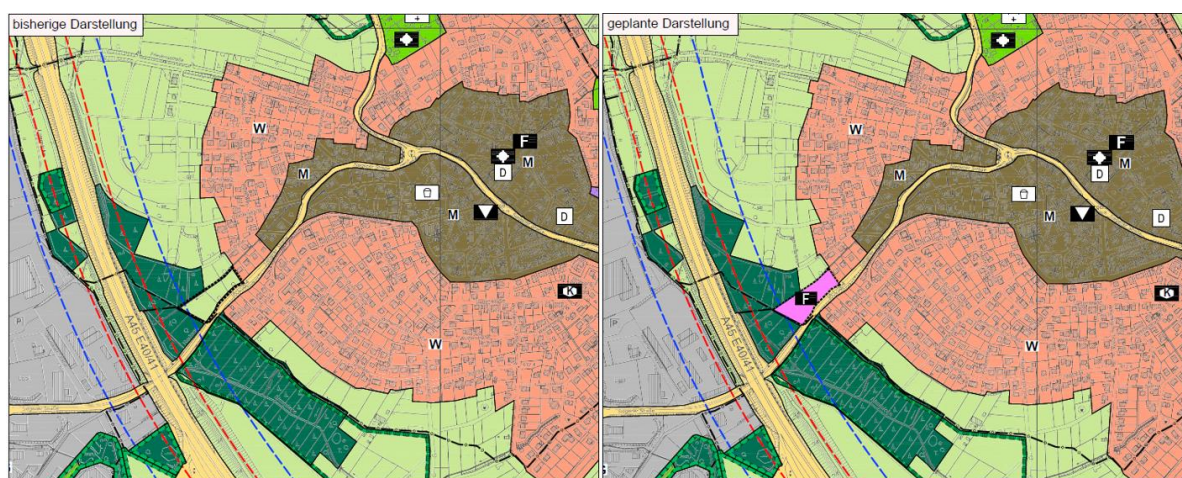 bisherige Darstellung
W
F
D
M
M
M
D
K
A45 E40/41
W
geplante Darstellung
W
F
M
D
M
M
D
K
F
A45 E40/41
W